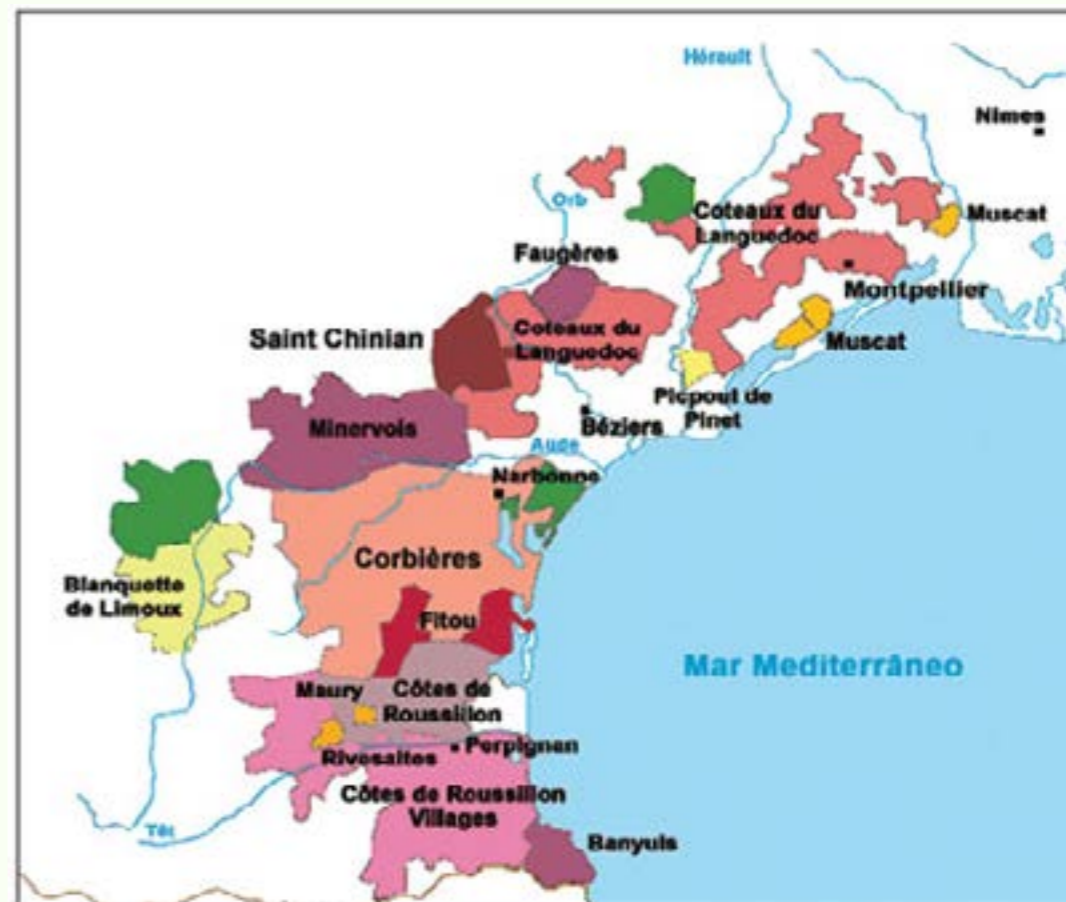 Hérault
Nimes
Orb
Coteaux du
Languedoc
Muscat
Faugères
Montpellier
Saint Chinian
Coteaux du
Languedoc
Muscat
Picpout de
Pinet
Minervois
Béziers
Aude
Narbonne
Corbières
Blanquette
de Limoux
Fitou
Mar Mediterrâneo
Maury
Côtes de
Roussillon
Rivesaltes
Perpignan
Côtes de Roussillon
Villages
Têt
Banyuls